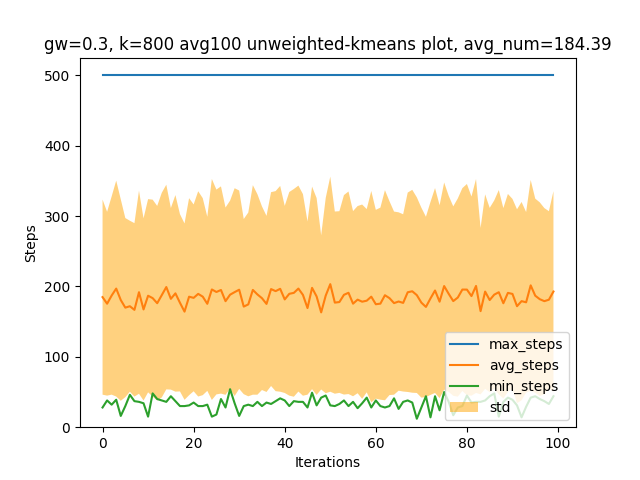 gw=0.3, k=800 avg100 unweighted-kmeans plot, avg_num=184.39
500
400
300
200
100
0
Steps
max_steps
avg_steps
min_steps
std
0
20
40
60
80
100
Iterations